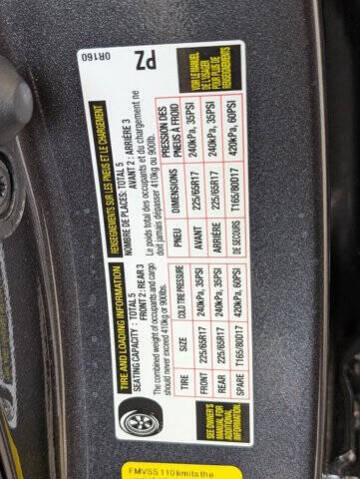 TIRE AND LOADING INFORMATION
SEATING CAPACITY : TOTAL 5
FRONT 2 : REAR 3
The combined weight of occupants and cargo
should never exceed 410kg or 900lbs.
TIRE SIZE COLD TIRE PRESSURE
FRONT 225/65R17 240kPa, 35PSI
REAR 225/65R17 240kPa, 35PSI
SPARE T165/80D17 420kPa, 60PSI
SEE OWNER'S
MANUAL FOR
ADDITIONAL
INFORMATION
RENSEIGNEMENTS SUR LES PNEUS ET LE CHARGEMENT
NOMBRE DE PLACES: TOTAL 5
AVANT 2 : ARRIÈRE 3
Le poids total des occupants et du chargement ne
doit jamais dépasser 410kg ou 900lb.
PNEU DIMENSIONS PRESSION DES
PNEUS À FROID
AVANT 225/65R17 240kPa, 35PSI
ARRIÈRE 225/65R17 240kPa, 35PSI
DE SECOURS T165/80D17 420kPa, 60PSI
VOIR LE MANUEL
DE L'USAGER
POUR PLUS DE
RENSEIGNEMENTS
0R160
PZ
FMVSS 110 limits the